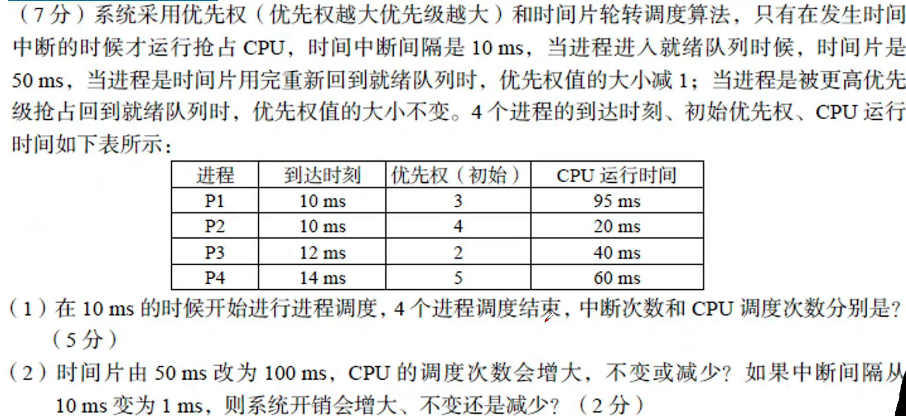 （7 分）系统采用优先权（优先权越大优先级越大）和时间片轮转调度算法，只有在发生时间
中断的时候才运行抢占 CPU，时间中断间隔是 10 ms，当进程进入就绪队列时候，时间片是
50 ms，当进程是时间片用完重新回到就绪队列时，优先权值的大小减 1；当进程是被更高优先
级抢占回到就绪队列时，优先权值的大小不变。4 个进程的到达时刻、初始优先权、CPU 运行
时间如下表所示：
进程 到达时刻 优先权（初始） CPU 运行时间
P1 10 ms 3 95 ms
P2 10 ms 4 20 ms
P3 12 ms 2 40 ms
P4 14 ms 5 60 ms
（1）在 10 ms 的时候开始进行进程调度，4 个进程调度结束，中断次数和 CPU 调度次数分别是？
（5 分）
（2）时间片由 50 ms 改为 100 ms，CPU 的调度次数会增大，不变或减少？如果中断间隔从
10 ms 变为 1 ms，则系统开销会增大、不变还是减少？（2 分）